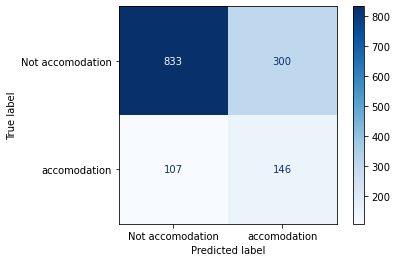 True label
Not accomodation
833
300
accomodation
107
146
Not accomodation
accomodation
Predicted label
800
700
600
500
400
300
200